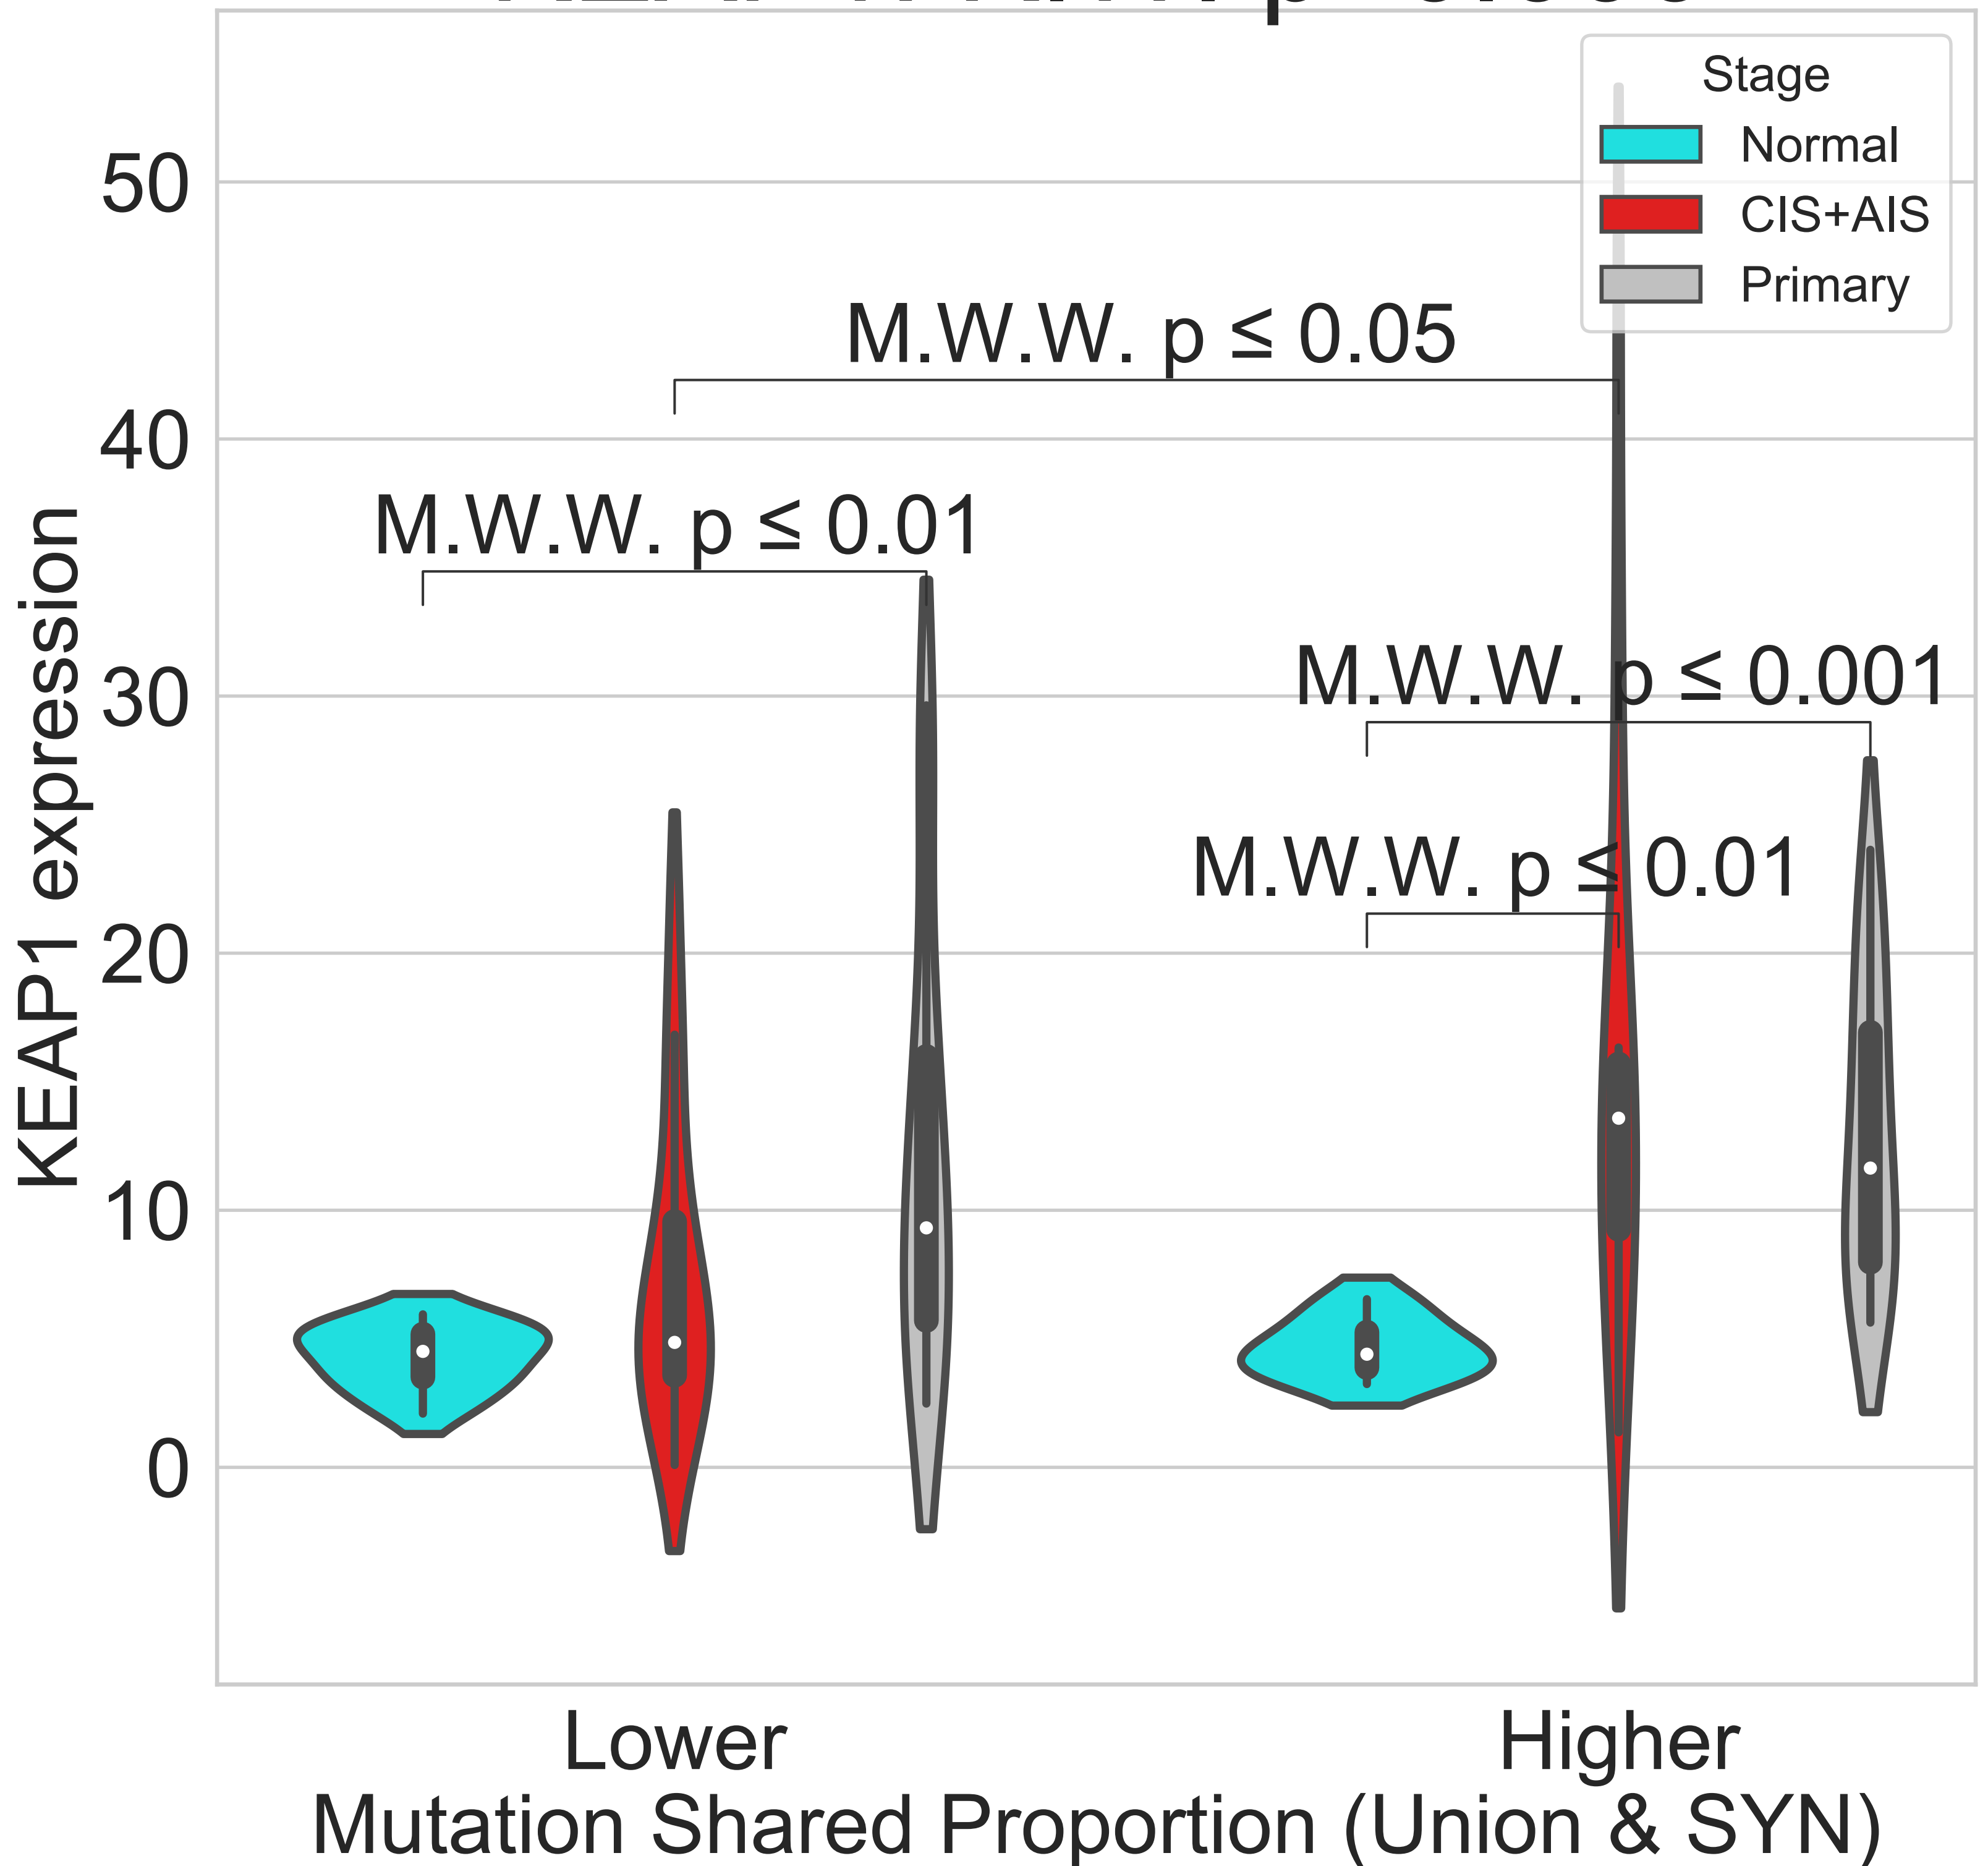 Stage
Normal
CIS+AIS
Primary
50
40
30
20
10
0
KEAP1 expression
M.W.W. p ≤ 0.05
M.W.W. p ≤ 0.01
M.W.W. p ≤ 0.001
M.W.W. p ≤ 0.01
Lower
Higher
Mutation Shared Proportion (Union & SYN)